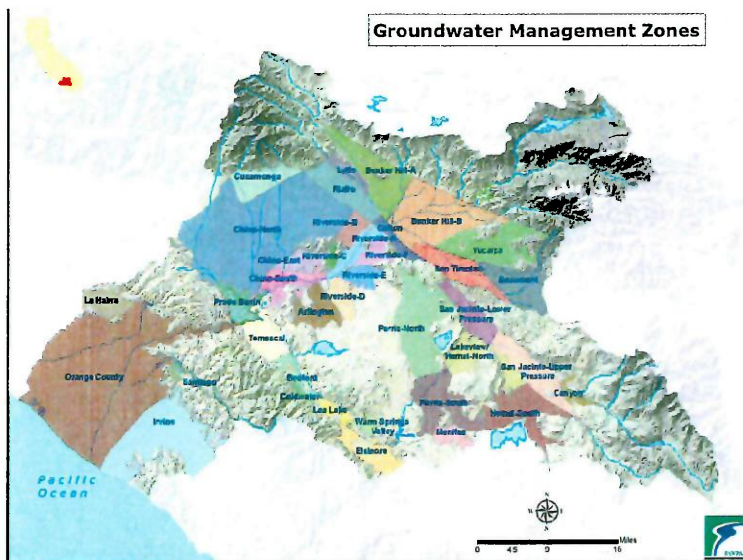 Groundwater Management Zones
Cucamonga
Lytle
Rialto
Bunker Hill-A
Bunker Hill-B
Chino-North
Riverside-B
Colton
Yucaipa
Chino-East
Riverside-C
Riverside-A
Riverside-F
San Timoteo
Beaumont
Chino-South
Riverside-E
Prado Basin
Riverside-D
Arlington
La Habra
San Jacinto-Lower
Pressure
Temescal
Perris-North
Lakeview/
Hemet-North
San Jacinto-Upper
Pressure
Orange County
Santiago
Bedford
Coldwater
Canyon
Lee Lake
Perris-South
Hemet-South
Irvine
Warm Springs
Valley
Menifee
Elsinore
Pacific
Ocean
N
S
Miles
0 4.5 9 18